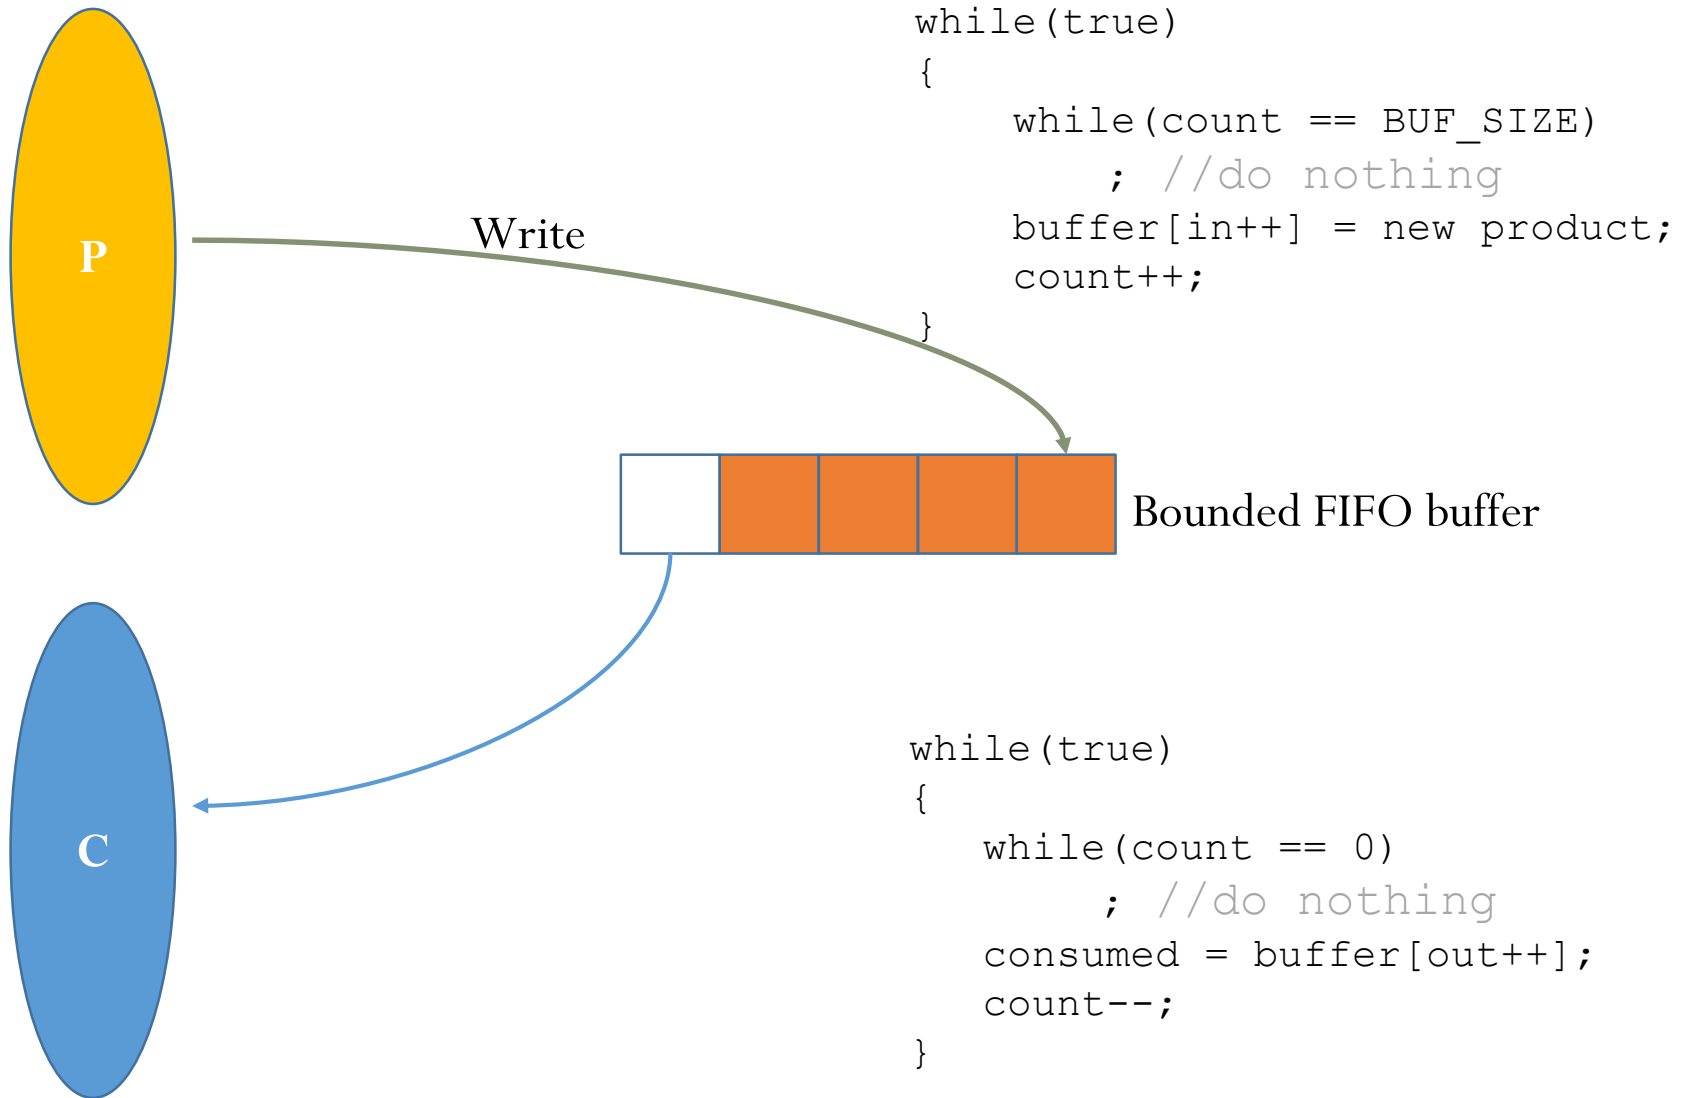 while(true)
{
while(count == BUF_SIZE)
; //do nothing
buffer[in++] = new product;
count++;
}
Write
P
Bounded FIFO buffer
C
while(true)
{
while(count == 0)
; //do nothing
consumed = buffer[out++];
count--;
}